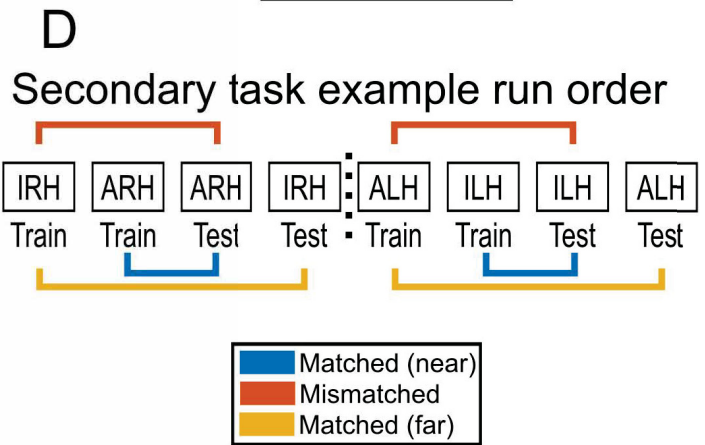 D
Secondary task example run order
IRH ARH ARH IRH ALH ILH ILH ALH
Train Train Test Test Train Train Test Test
Matched (near)
Mismatched
Matched (far)